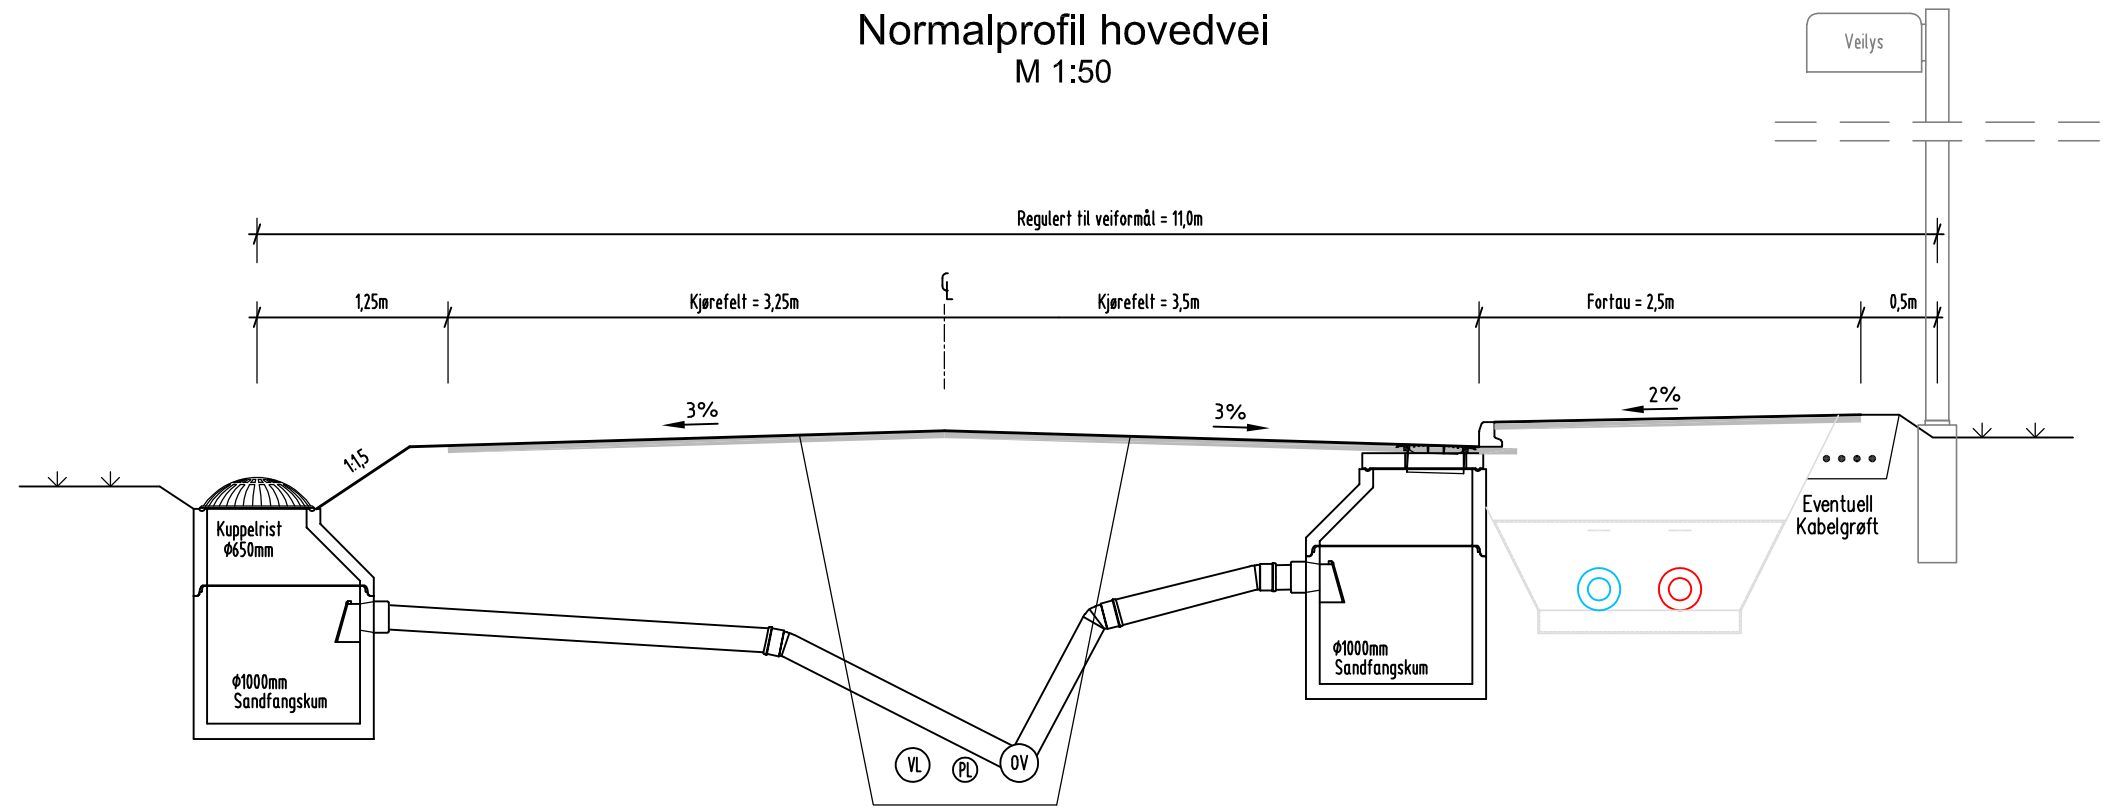 Normalprofil hovedvei
M 1:50
Veilys
Regulert til veiformål = 11,0m
1,25m
Kjørefelt = 3,25m
℄
Kjørefelt = 3,5m
Fortau = 2,5m
0,5m
3%
3%
2%
1:1,5
Kuppelrist
ϕ650mm
Eventuell
Kabelgrøft
ϕ1000mm
Sandfangskum
ϕ1000mm
Sandfangskum
VL
PL
OV